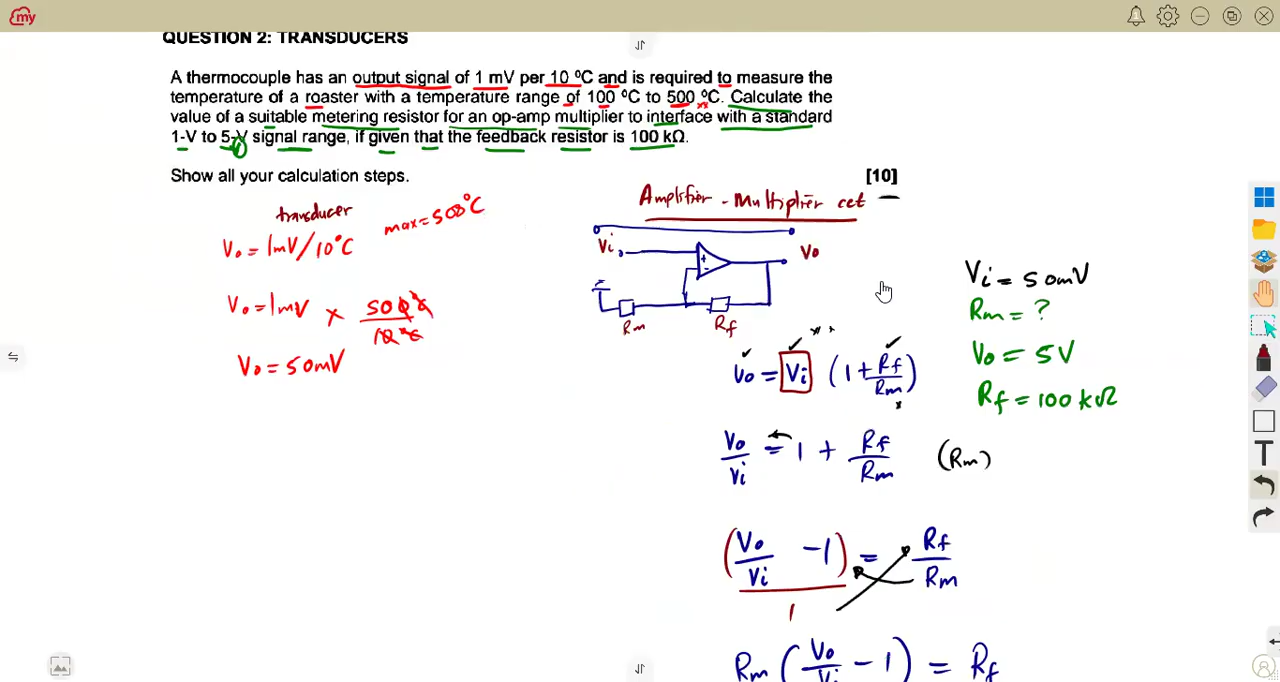 my
QUESTION 2: TRANSDUCERS
A thermocouple has an output signal of 1 mV per 10 ⁰C and is required to measure the
temperature of a roaster with a temperature range of 100 ⁰C to 500 ⁰C. Calculate the
value of a suitable metering resistor for an op-amp multiplier to interface with a standard
1-V to 5-V signal range, if given that the feedback resistor is 100 kΩ.
Show all your calculation steps.
[10]
transducer
Vo = 1mV/10°C
max = 500°C
Vo = 1mV × 500°C / 10°C
Vo = 50mV
Amplifier - Multiplier cct
Vi
Vo
+
-
Rm
Rf
Vo = Vi (1 + Rf/Rm)
Vo/Vi = 1 + Rf/Rm (Rm)
(Vo/Vi - 1) = Rf/Rm
1
Rm (Vo/Vi - 1) = Rf
Vi = 50mV
Rm = ?
Vo = 5V
Rf = 100kΩ
T